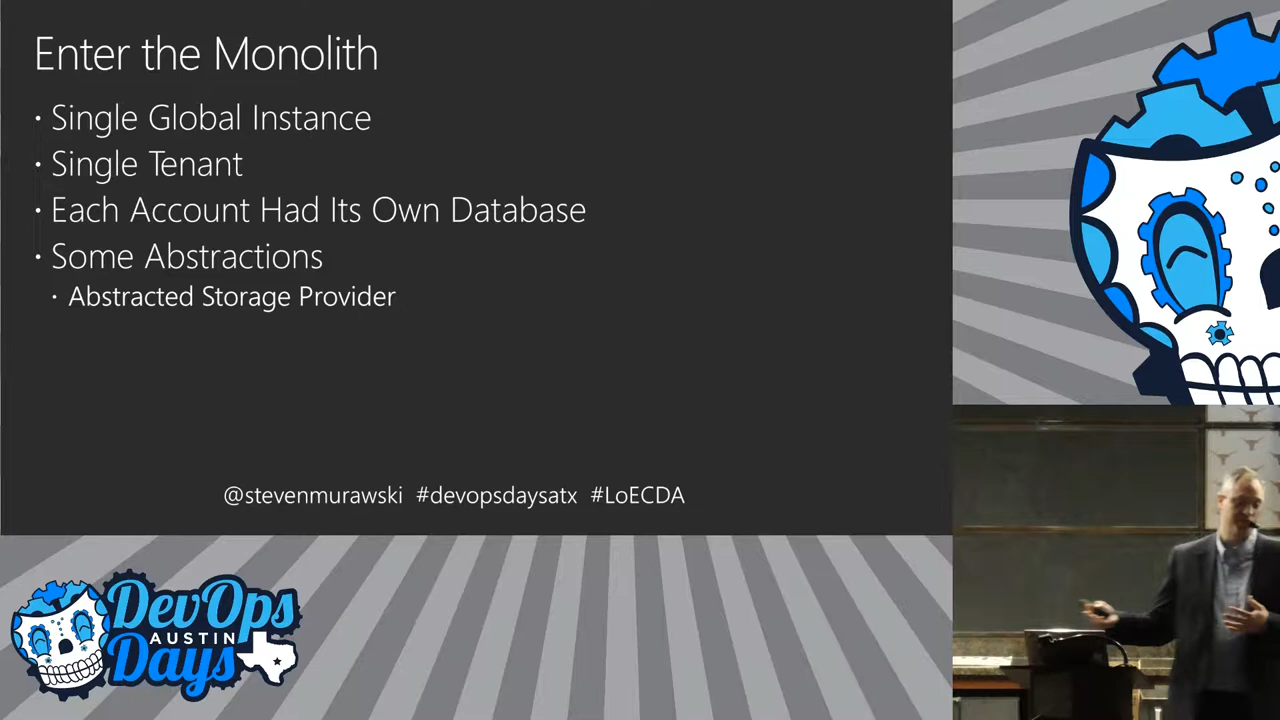 Enter the Monolith
• Single Global Instance
• Single Tenant
• Each Account Had Its Own Database
• Some Abstractions
• Abstracted Storage Provider
@stevenmurawski #devopsdaysatx #LoECDA
DevOps
AUSTIN
Days